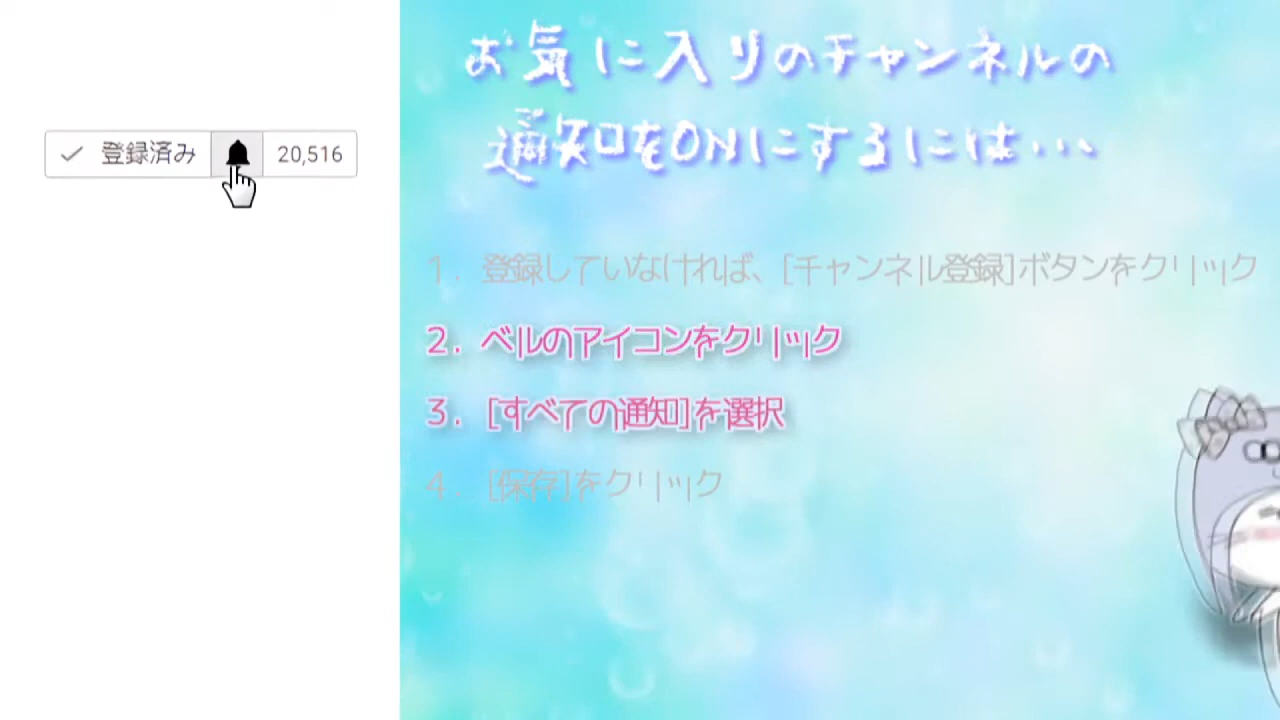 お気に入りのチャンネルの
通知をONにするには・・・
登録済み 20,516
1. 登録していなければ、[チャンネル登録]ボタンをクリック
2. ベルのアイコンをクリック
3. [すべての通知]を選択
4. [保存]をクリック